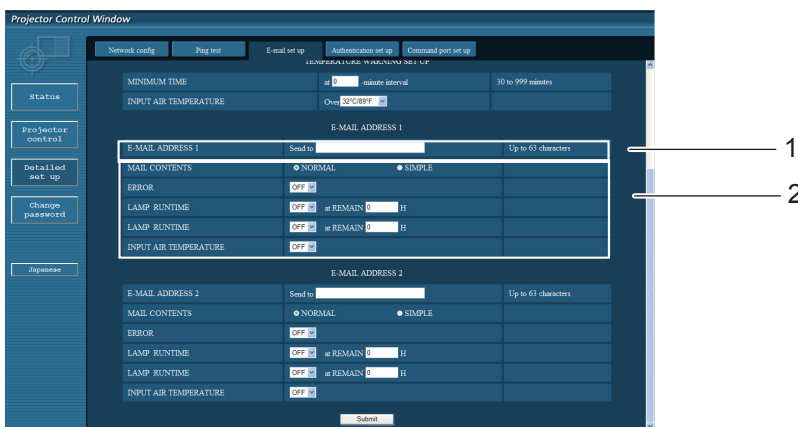 Projector Control Window
Network config Ping test E-mail set up Authentication set up Command port set up
TEMPERATURE WARNING SET UP
MINIMUM TIME at 0 -minute interval 30 to 999 minutes
INPUT AIR TEMPERATURE Over 32°C/89°F
Status
Projector control
Detailed set up
Change password
Japanese
E-MAIL ADDRESS 1
E-MAIL ADDRESS 1 Send to Up to 63 characters
1
MAIL CONTENTS NORMAL SIMPLE
2
ERROR OFF
LAMP RUNTIME OFF at REMAIN 0 H
LAMP RUNTIME OFF at REMAIN 0 H
INPUT AIR TEMPERATURE OFF
E-MAIL ADDRESS 2
E-MAIL ADDRESS 2 Send to Up to 63 characters
MAIL CONTENTS NORMAL SIMPLE
ERROR OFF
LAMP RUNTIME OFF at REMAIN 0 H
LAMP RUNTIME OFF at REMAIN 0 H
INPUT AIR TEMPERATURE OFF
Submit